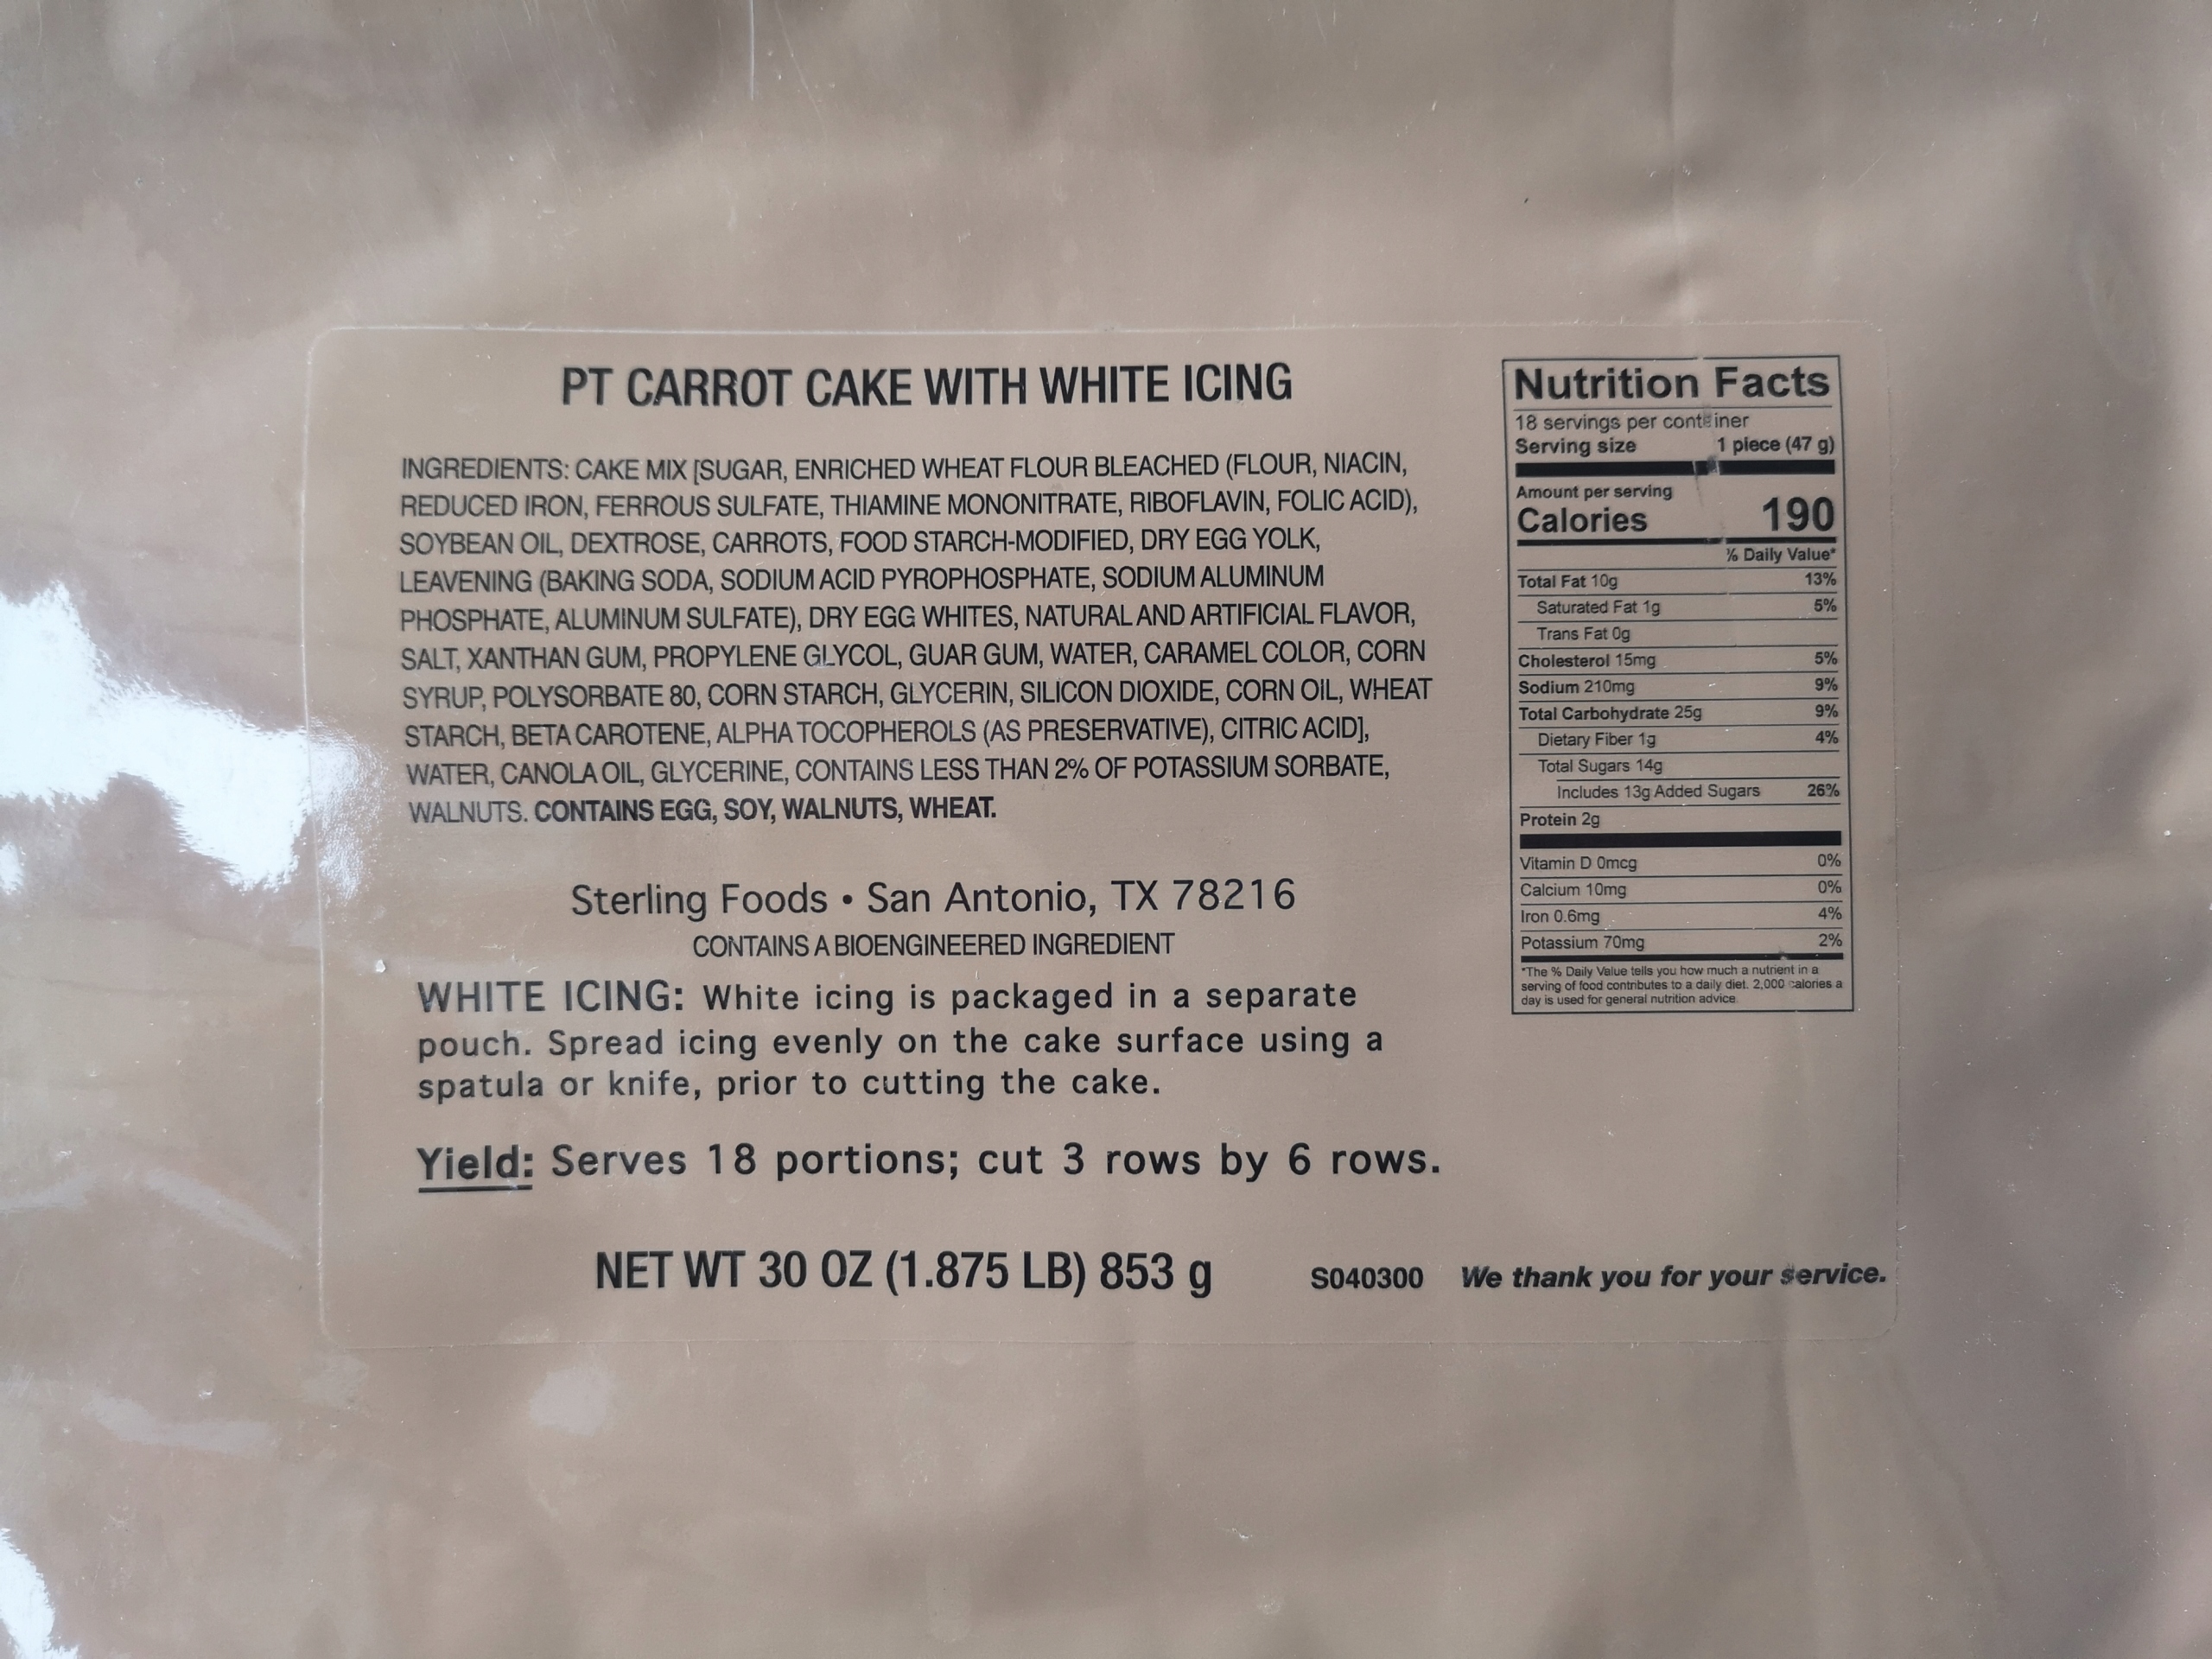 PT CARROT CAKE WITH WHITE ICING
INGREDIENTS: CAKE MIX [SUGAR, ENRICHED WHEAT FLOUR BLEACHED (FLOUR, NIACIN,
REDUCED IRON, FERROUS SULFATE, THIAMINE MONONITRATE, RIBOFLAVIN, FOLIC ACID),
SOYBEAN OIL, DEXTROSE, CARROTS, FOOD STARCH-MODIFIED, DRY EGG YOLK,
LEAVENING (BAKING SODA, SODIUM ACID PYROPHOSPHATE, SODIUM ALUMINUM
PHOSPHATE, ALUMINUM SULFATE), DRY EGG WHITES, NATURAL AND ARTIFICIAL FLAVOR,
SALT, XANTHAN GUM, PROPYLENE GLYCOL, GUAR GUM, WATER, CARAMEL COLOR, CORN
SYRUP, POLYSORBATE 80, CORN STARCH, GLYCERIN, SILICON DIOXIDE, CORN OIL, WHEAT
STARCH, BETA CAROTENE, ALPHA TOCOPHEROLS (AS PRESERVATIVE), CITRIC ACID],
WATER, CANOLA OIL, GLYCERINE, CONTAINS LESS THAN 2% OF POTASSIUM SORBATE,
WALNUTS. CONTAINS EGG, SOY, WALNUTS, WHEAT.
Sterling Foods • San Antonio, TX 78216
CONTAINS A BIOENGINEERED INGREDIENT
WHITE ICING: White icing is packaged in a separate
pouch. Spread icing evenly on the cake surface using a
spatula or knife, prior to cutting the cake.
Yield: Serves 18 portions; cut 3 rows by 6 rows.
NET WT 30 OZ (1.875 LB) 853 g
S040300 We thank you for your service.
Nutrition Facts
18 servings per container
Serving size 1 piece (47 g)
Amount per serving
Calories 190
% Daily Value*
Total Fat 10g 13%
Saturated Fat 1g 5%
Trans Fat 0g
Cholesterol 15mg 5%
Sodium 210mg 9%
Total Carbohydrate 25g 9%
Dietary Fiber 1g 4%
Total Sugars 14g
Includes 13g Added Sugars 26%
Protein 2g
Vitamin D 0mcg 0%
Calcium 10mg 0%
Iron 0.6mg 4%
Potassium 70mg 2%
*The % Daily Value tells you how much a nutrient in a
serving of food contributes to a daily diet. 2,000 calories a
day is used for general nutrition advice.